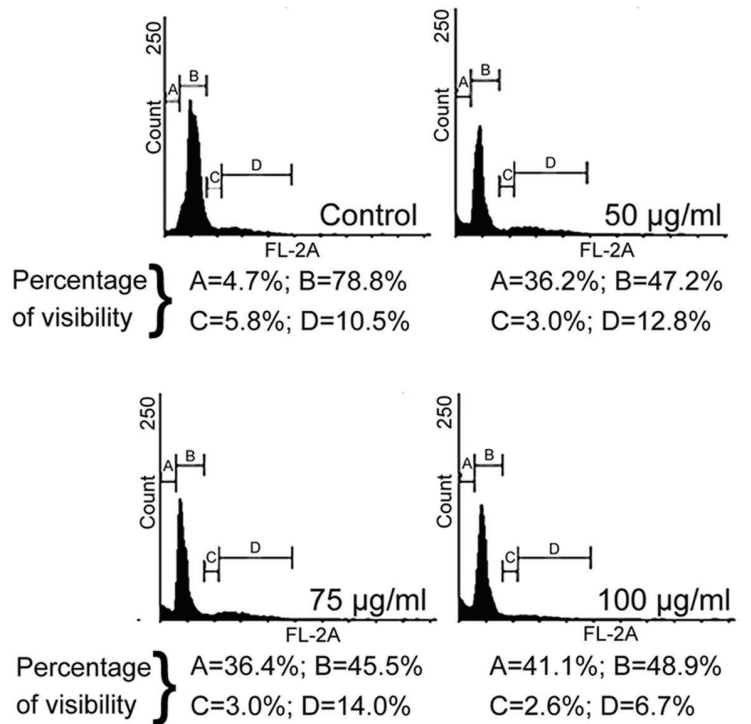 250
Count
A
B
C
D
Control
FL-2A
250
Count
A
B
C
D
50 µg/ml
FL-2A
Percentage
of visibility
A=4.7%; B=78.8%
C=5.8%; D=10.5%
A=36.2%; B=47.2%
C=3.0%; D=12.8%
250
Count
A
B
C
D
75 µg/ml
FL-2A
250
Count
A
B
C
D
100 µg/ml
FL-2A
Percentage
of visibility
A=36.4%; B=45.5%
C=3.0%; D=14.0%
A=41.1%; B=48.9%
C=2.6%; D=6.7%